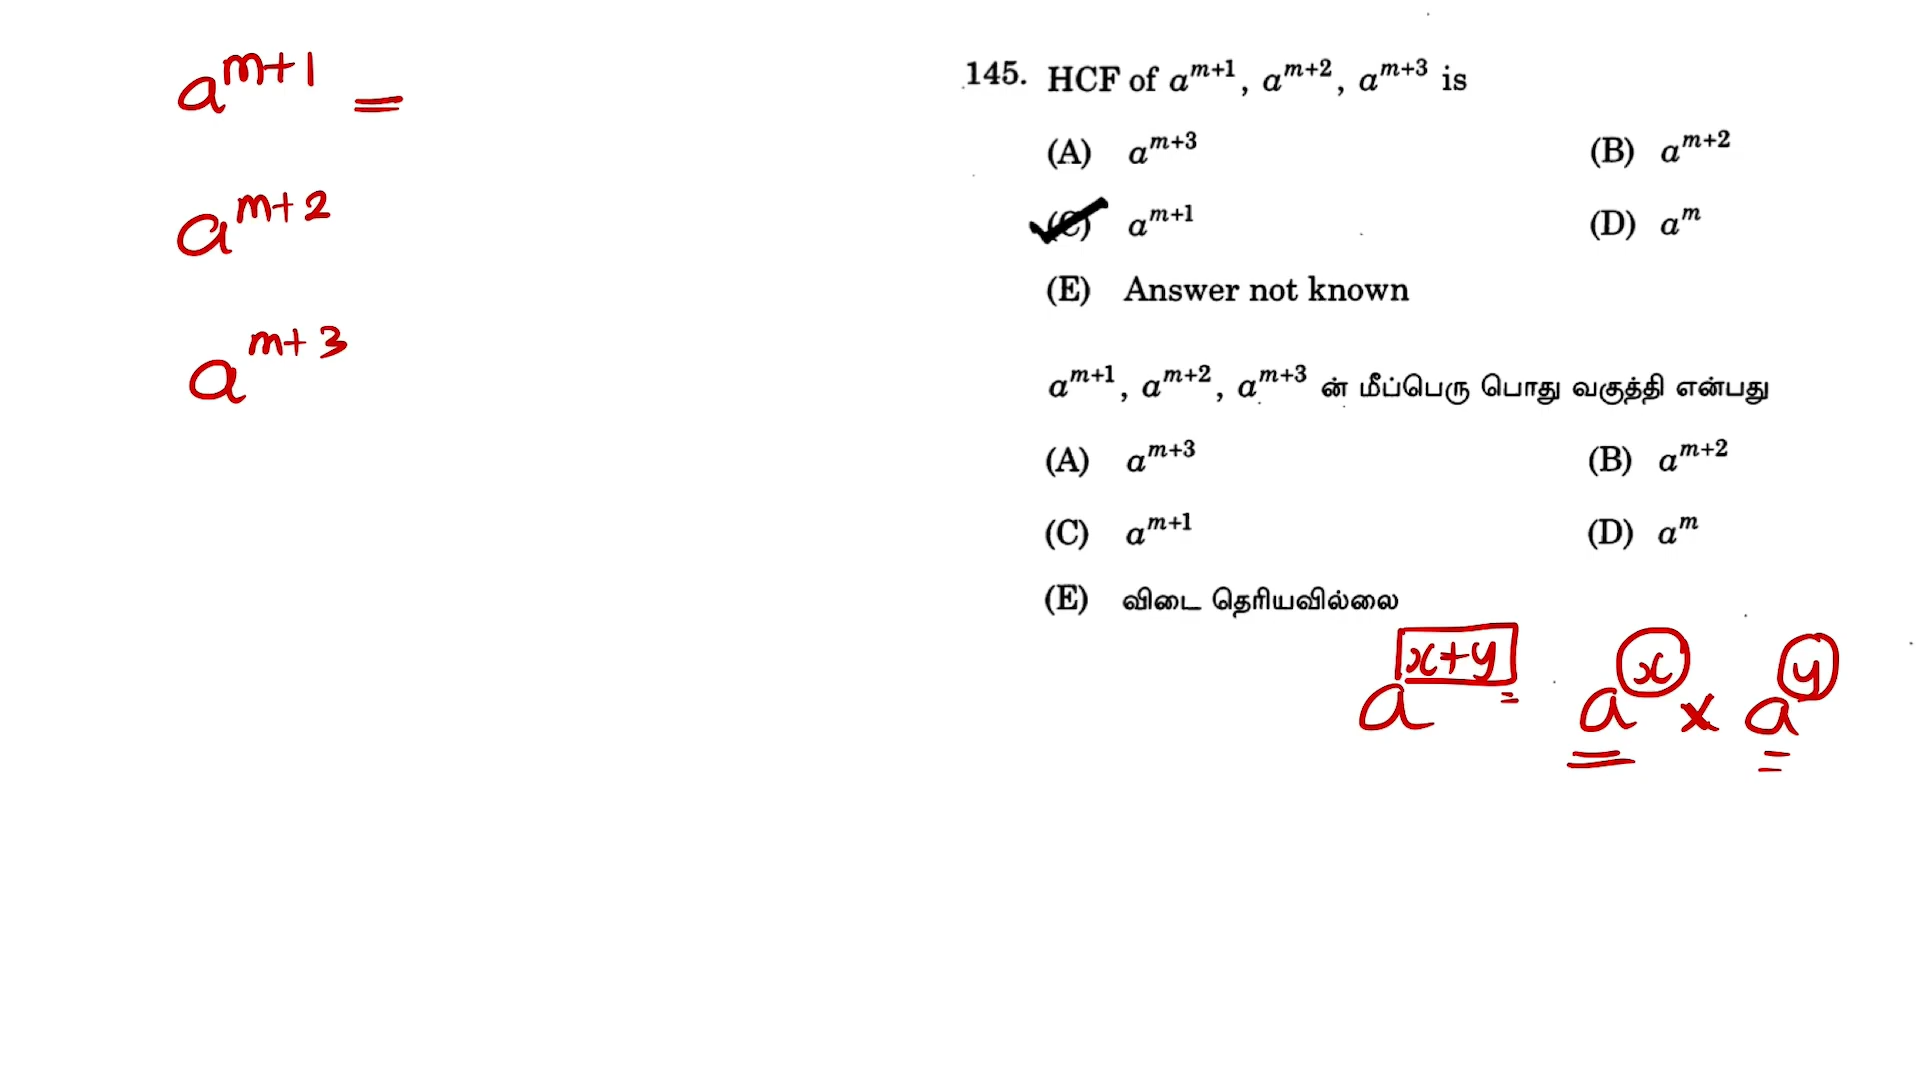 a^{m+1} =
a^{m+2}
a^{m+3}
145. HCF of a^{m+1}, a^{m+2}, a^{m+3} is
(A) a^{m+3} (B) a^{m+2}
(C) a^{m+1} (D) a^m
(E) Answer not known
a^{m+1}, a^{m+2}, a^{m+3} ன் மீப்பெரு பொது வகுத்தி என்பது
(A) a^{m+3} (B) a^{m+2}
(C) a^{m+1} (D) a^m
(E) விடை தெரியவில்லை
a^{x+y} = a^x × a^y